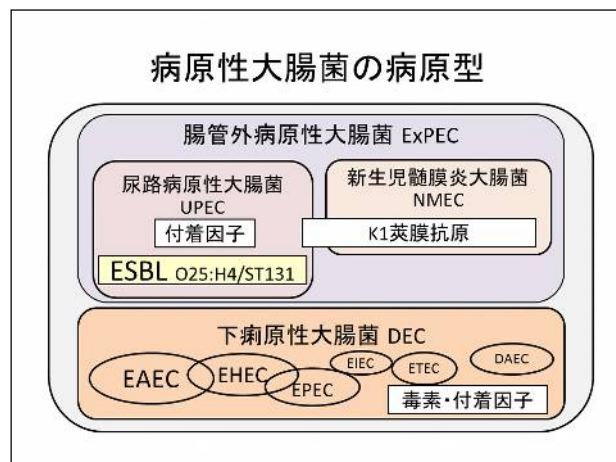 病原性大腸菌の病原型
腸管外病原性大腸菌 ExPEC
尿路病原性大腸菌
UPEC
付着因子
ESBL O25:H4/ST131
新生児髄膜炎大腸菌
NMEC
K1莢膜抗原
下痢原性大腸菌 DEC
EAEC
EHEC
EPEC
EIEC
ETEC
DAEC
毒素・付着因子